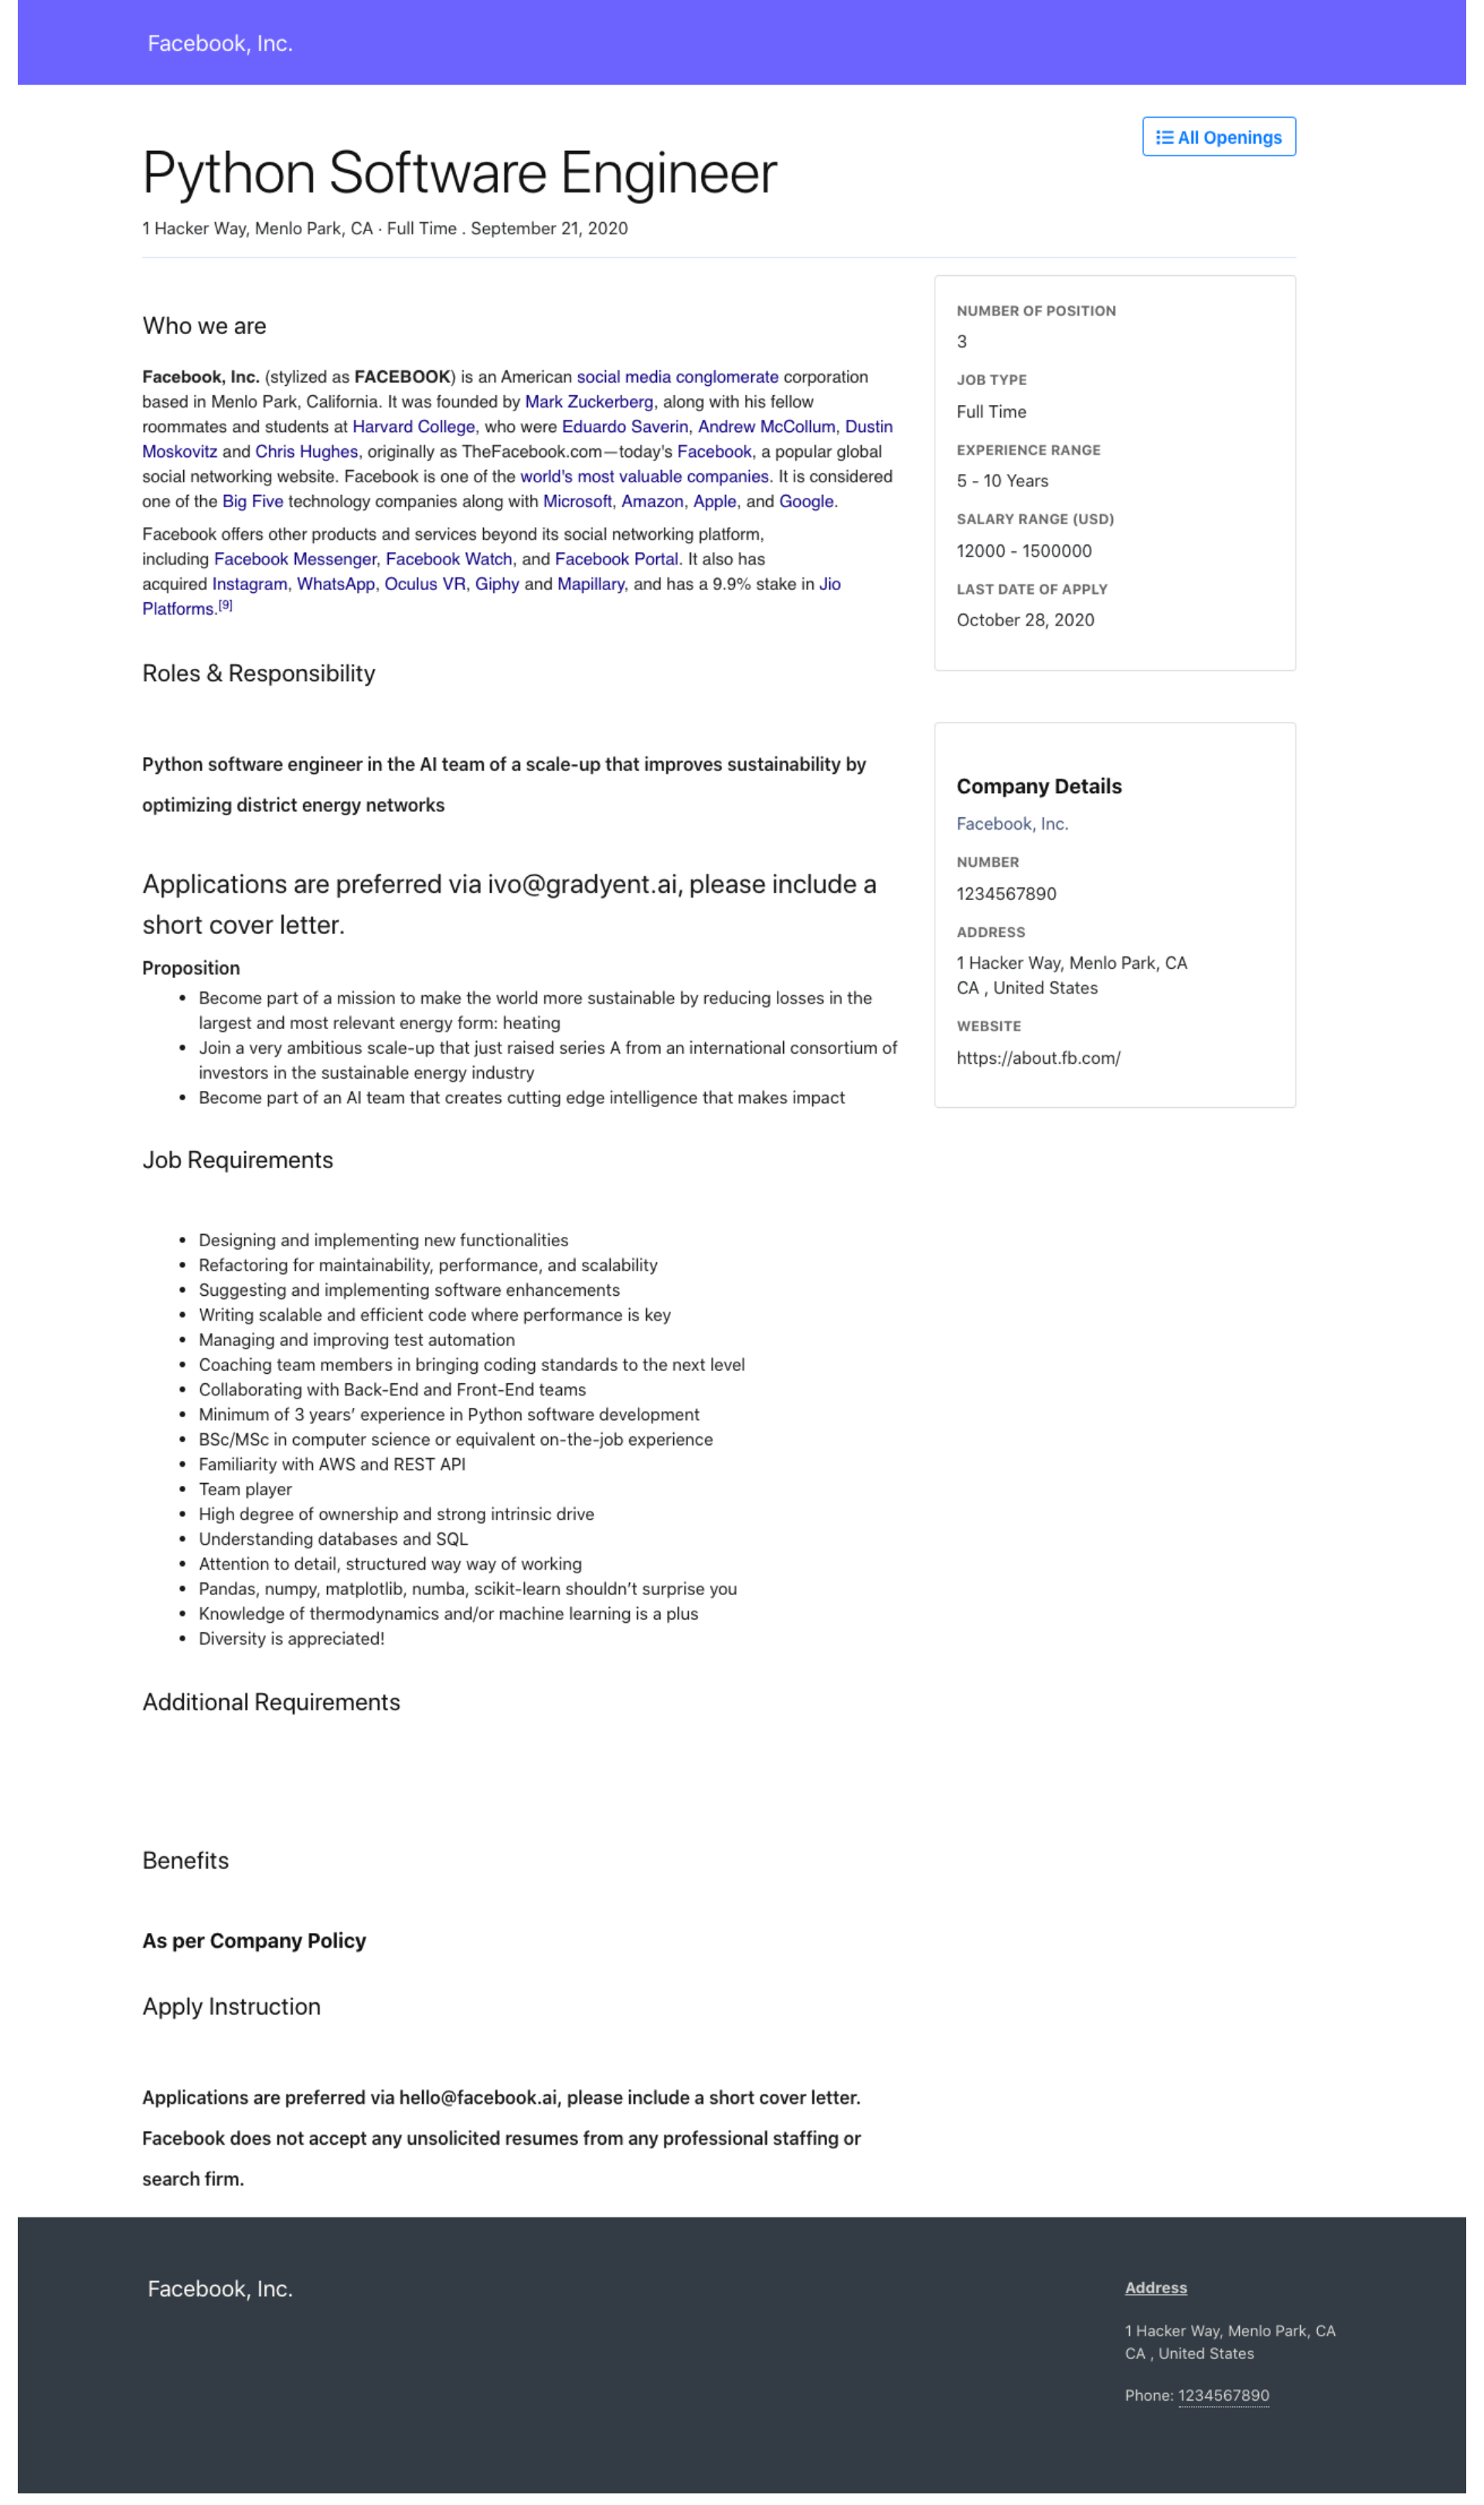 Facebook, Inc.
All Openings
Python Software Engineer
1 Hacker Way, Menlo Park, CA · Full Time . September 21, 2020
Who we are
Facebook, Inc. (stylized as FACEBOOK) is an American social media conglomerate corporation
based in Menlo Park, California. It was founded by Mark Zuckerberg, along with his fellow
roommates and students at Harvard College, who were Eduardo Saverin, Andrew McCollum, Dustin
Moskovitz and Chris Hughes, originally as TheFacebook.com—today's Facebook, a popular global
social networking website. Facebook is one of the world's most valuable companies. It is considered
one of the Big Five technology companies along with Microsoft, Amazon, Apple, and Google.
Facebook offers other products and services beyond its social networking platform,
including Facebook Messenger, Facebook Watch, and Facebook Portal. It also has
acquired Instagram, WhatsApp, Oculus VR, Giphy and Mapillary, and has a 9.9% stake in Jio
Platforms.[9]
Roles & Responsibility
Python software engineer in the AI team of a scale-up that improves sustainability by
optimizing district energy networks
Applications are preferred via ivo@gradyent.ai, please include a
short cover letter.
Proposition
• Become part of a mission to make the world more sustainable by reducing losses in the
largest and most relevant energy form: heating
• Join a very ambitious scale-up that just raised series A from an international consortium of
investors in the sustainable energy industry
• Become part of an AI team that creates cutting edge intelligence that makes impact
Job Requirements
• Designing and implementing new functionalities
• Refactoring for maintainability, performance, and scalability
• Suggesting and implementing software enhancements
• Writing scalable and efficient code where performance is key
• Managing and improving test automation
• Coaching team members in bringing coding standards to the next level
• Collaborating with Back-End and Front-End teams
• Minimum of 3 years’ experience in Python software development
• BSc/MSc in computer science or equivalent on-the-job experience
• Familiarity with AWS and REST API
• Team player
• High degree of ownership and strong intrinsic drive
• Understanding databases and SQL
• Attention to detail, structured way way of working
• Pandas, numpy, matplotlib, numba, scikit-learn shouldn’t surprise you
• Knowledge of thermodynamics and/or machine learning is a plus
• Diversity is appreciated!
Additional Requirements
Benefits
As per Company Policy
Apply Instruction
Applications are preferred via hello@facebook.ai, please include a short cover letter.
Facebook does not accept any unsolicited resumes from any professional staffing or
search firm.
NUMBER OF POSITION
3
JOB TYPE
Full Time
EXPERIENCE RANGE
5 - 10 Years
SALARY RANGE (USD)
12000 - 1500000
LAST DATE OF APPLY
October 28, 2020
Company Details
Facebook, Inc.
NUMBER
1234567890
ADDRESS
1 Hacker Way, Menlo Park, CA
CA , United States
WEBSITE
https://about.fb.com/
Facebook, Inc.
Address
1 Hacker Way, Menlo Park, CA
CA , United States
Phone: 1234567890